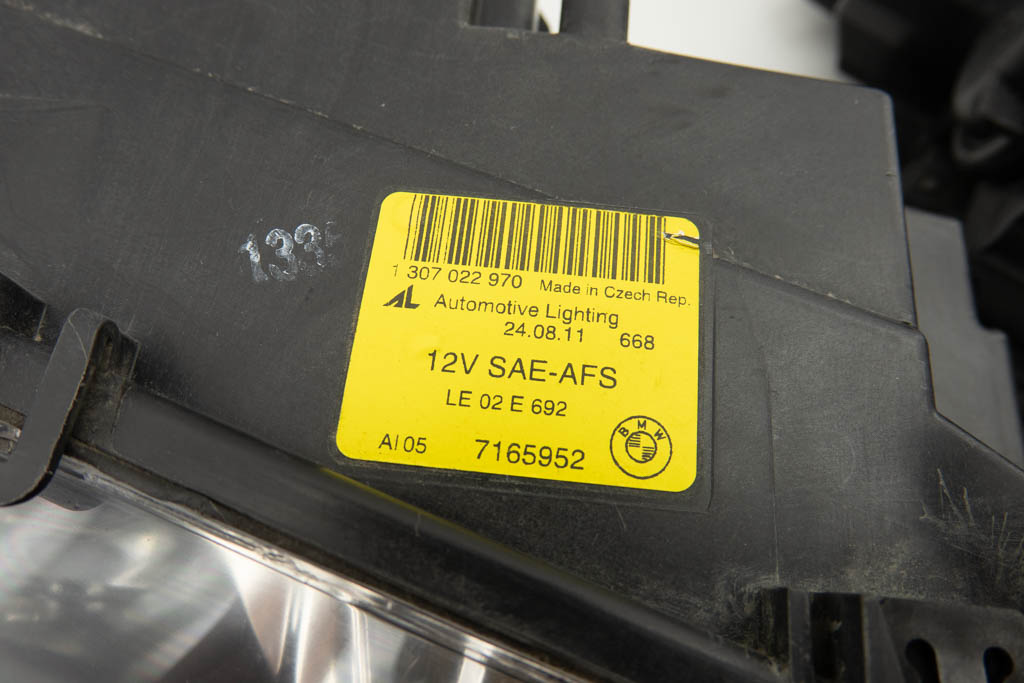 133
1 307 022 970 Made in Czech Rep.
AL Automotive Lighting
24.08.11 668
12V SAE-AFS
LE 02 E 692
AI 05 7165952 BMW